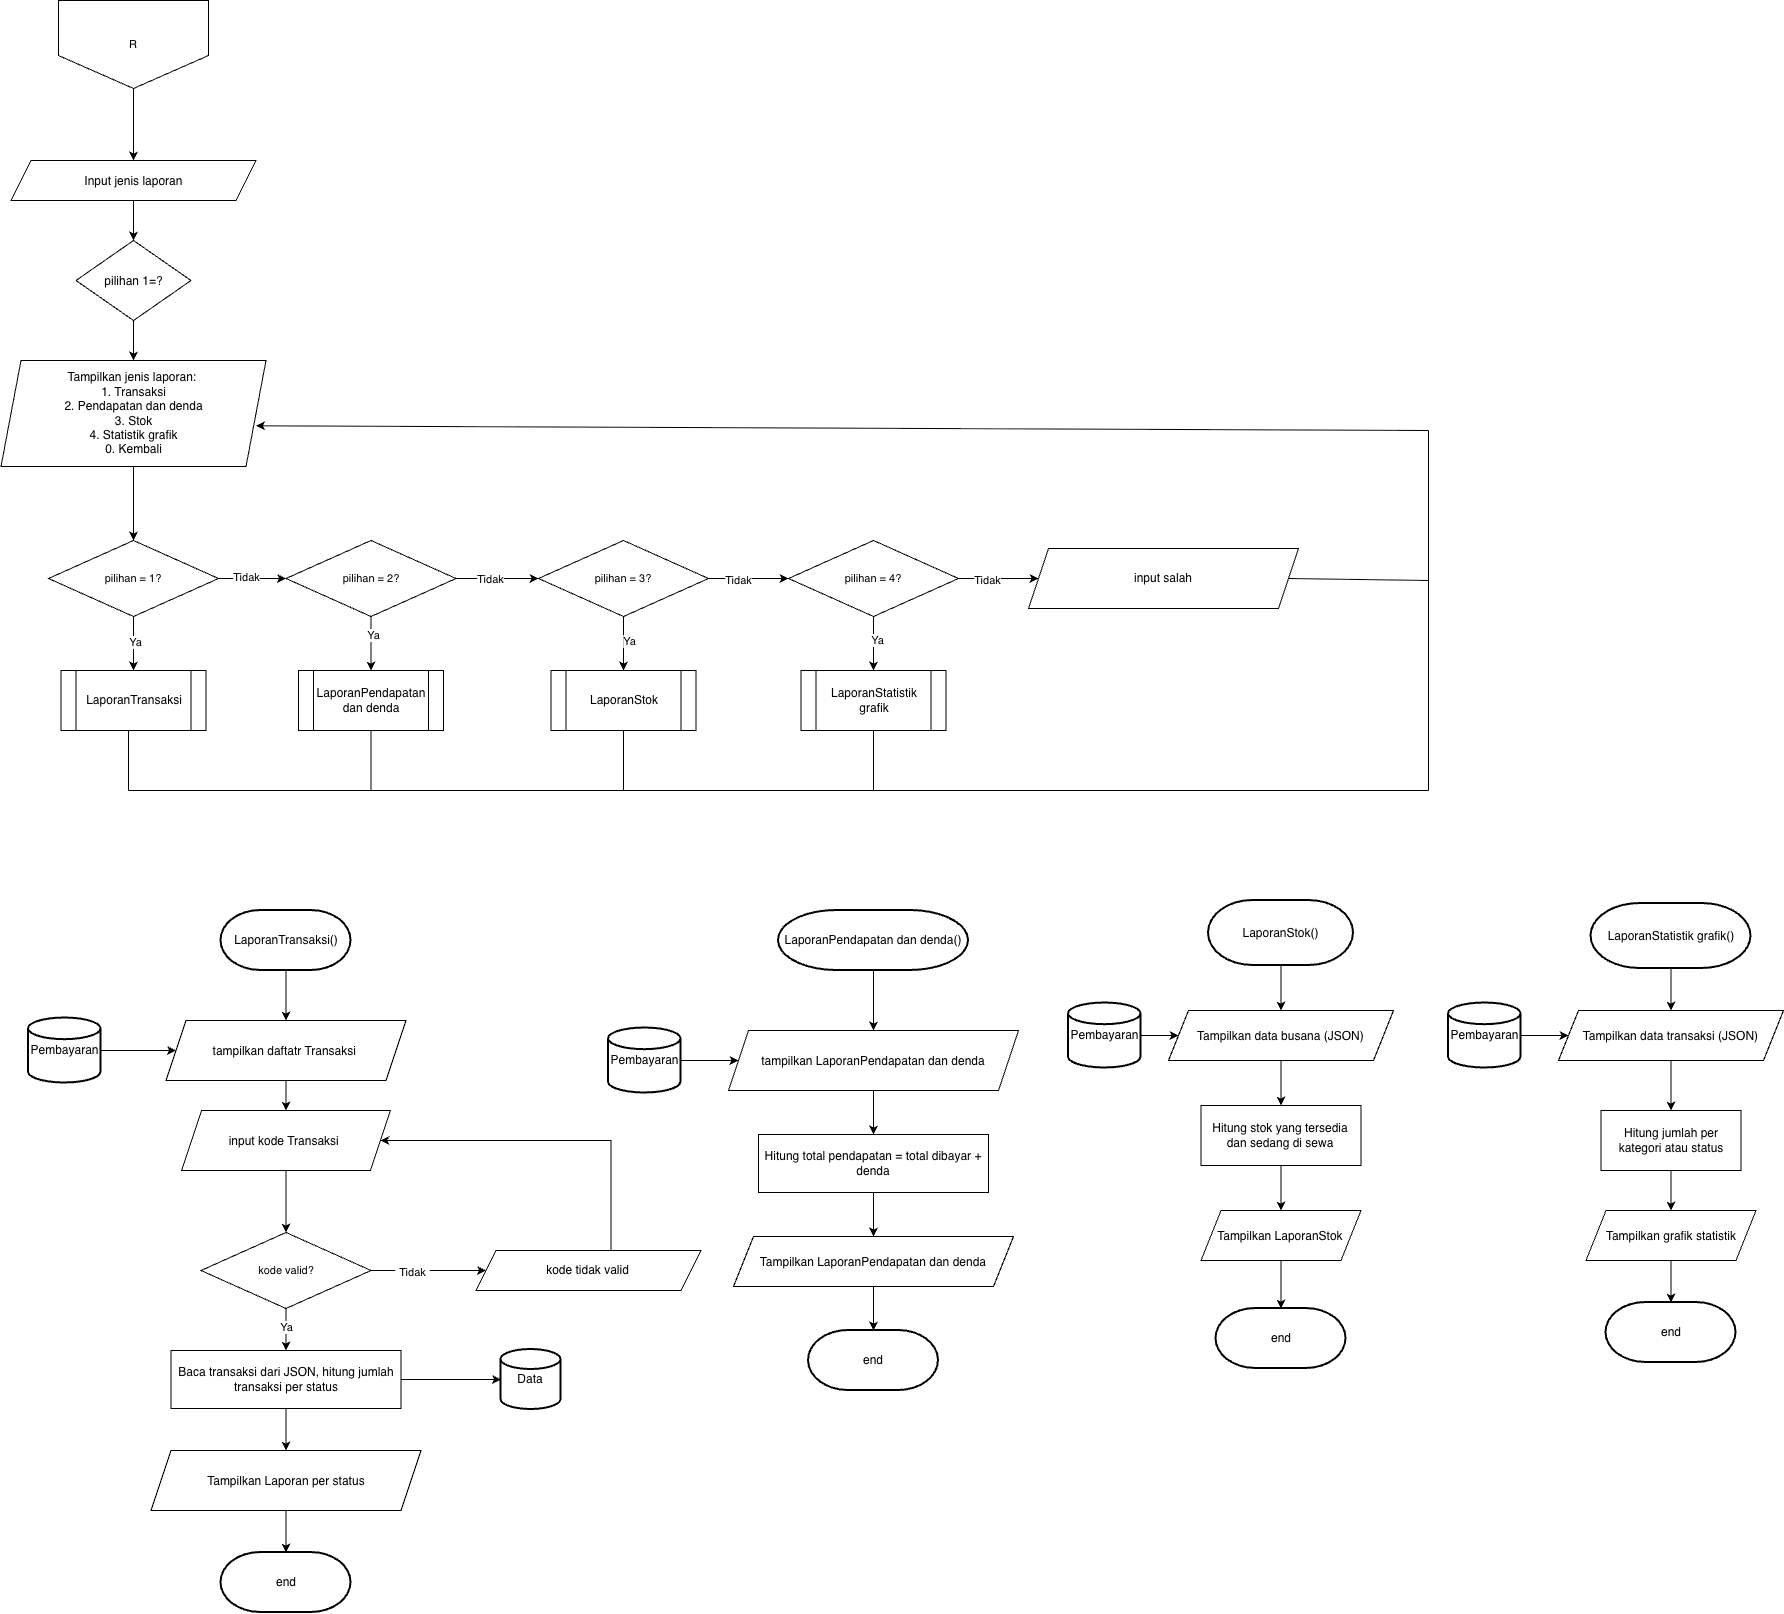 R
Input jenis laporan
pilihan 1=?
Tampilkan jenis laporan:
1. Transaksi
2. Pendapatan dan denda
3. Stok
4. Statistik grafik
0. Kembali
pilihan = 1?
Tidak
pilihan = 2?
Tidak
pilihan = 3?
Tidak
pilihan = 4?
Tidak
input salah
Ya
Ya
Ya
Ya
LaporanTransaksi
LaporanPendapatan
dan denda
LaporanStok
LaporanStatistik
grafik
LaporanTransaksi()
Pembayaran
tampilkan daftatr Transaksi
input kode Transaksi
kode valid?
Tidak
kode tidak valid
Ya
Baca transaksi dari JSON, hitung jumlah
transaksi per status
Data
Tampilkan Laporan per status
end
LaporanPendapatan dan denda()
Pembayaran
tampilkan LaporanPendapatan dan denda
Hitung total pendapatan = total dibayar +
denda
Tampilkan LaporanPendapatan dan denda
end
LaporanStok()
Pembayaran
Tampilkan data busana (JSON)
Hitung stok yang tersedia
dan sedang di sewa
Tampilkan LaporanStok
end
LaporanStatistik grafik()
Pembayaran
Tampilkan data transaksi (JSON)
Hitung jumlah per
kategori atau status
Tampilkan grafik statistik
end